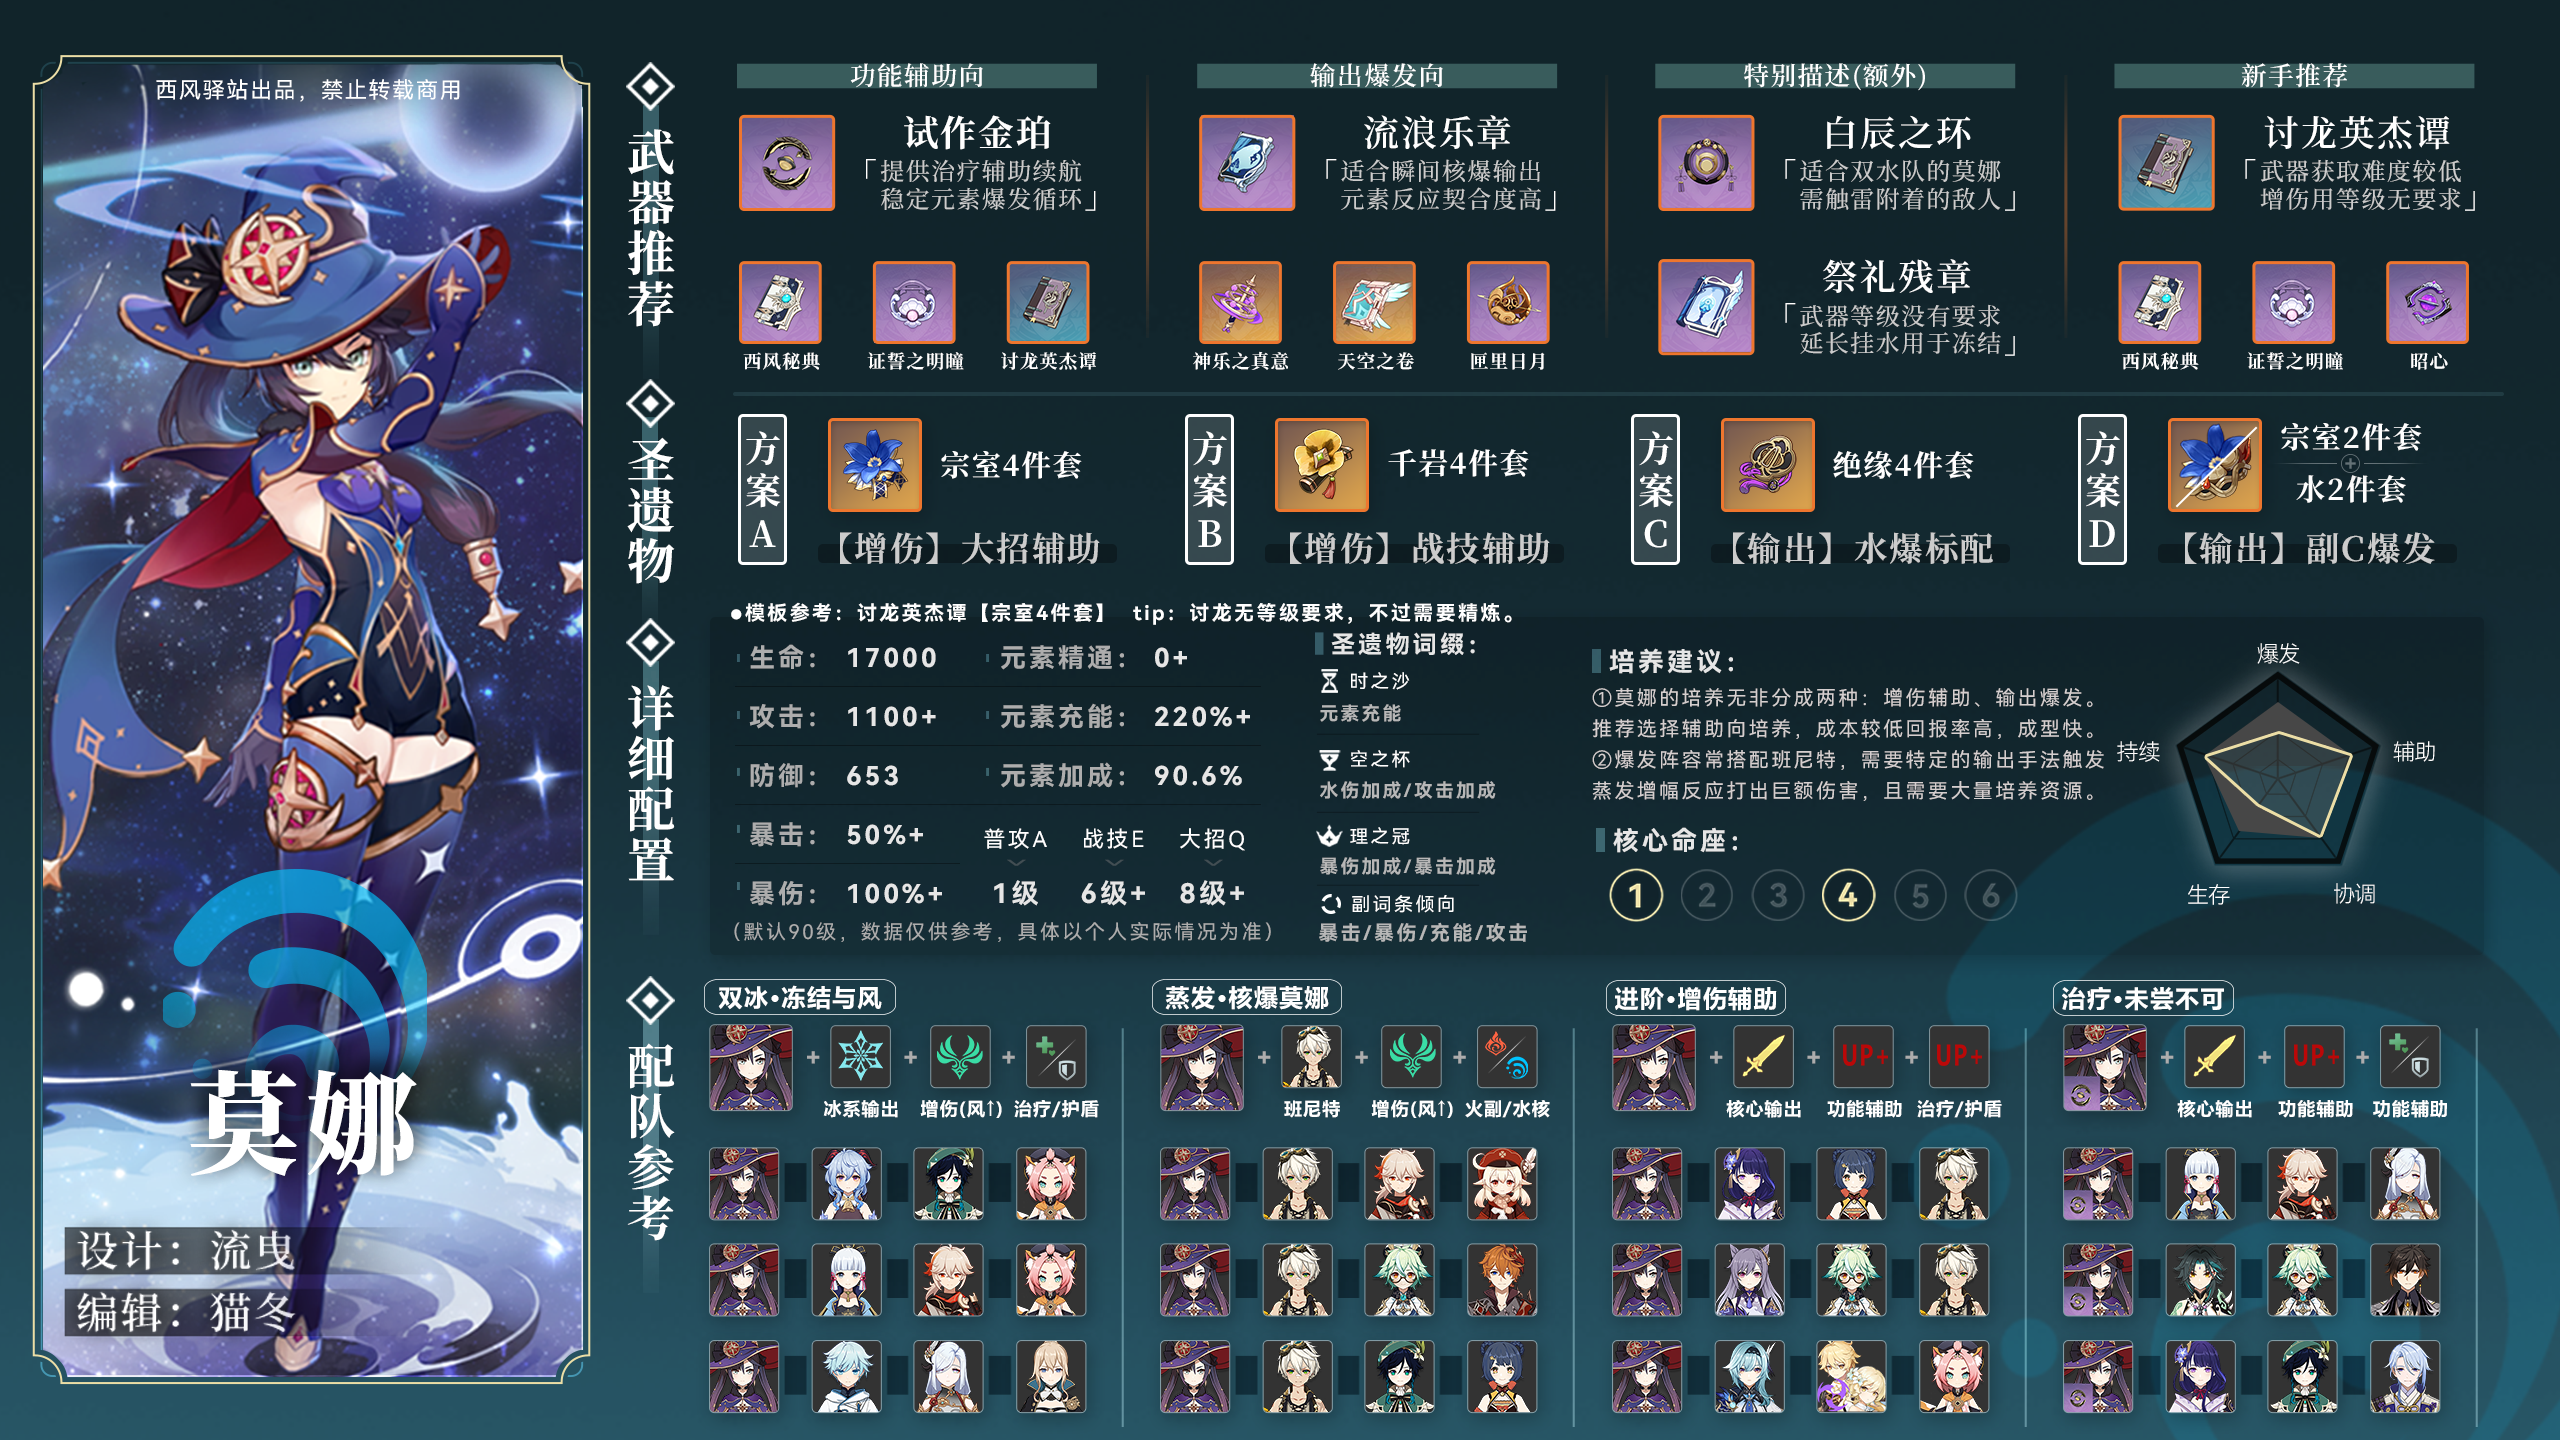 西风驿站出品，禁止转载商用
莫娜
设计：流曳
编辑：猫冬
武器推荐
功能辅助向
试作金珀
「提供治疗辅助续航
稳定元素爆发循环」
西风秘典 证誓之明瞳 讨龙英杰谭
输出爆发向
流浪乐章
「适合瞬间核爆输出
元素反应契合度高」
神乐之真意 天空之卷 匣里日月
特别描述(额外)
白辰之环
「适合双水队的莫娜
需触雷附着的敌人」
祭礼残章
「武器等级没有要求
延长挂水用于冻结」
新手推荐
讨龙英杰谭
「武器获取难度较低
增伤用等级无要求」
西风秘典 证誓之明瞳 昭心
圣遗物
方案A
宗室4件套
【增伤】大招辅助
方案B
千岩4件套
【增伤】战技辅助
方案C
绝缘4件套
【输出】水爆标配
方案D
宗室2件套
水2件套
【输出】副C爆发
详细配置
●模板参考：讨龙英杰谭【宗室4件套】 tip：讨龙无等级要求，不过需要精炼。
生命： 17000 元素精通： 0+
攻击： 1100+ 元素充能： 220%+
防御： 653 元素加成： 90.6%
暴击： 50%+ 普攻A 战技E 大招Q
暴伤： 100%+ 1级 6级+ 8级+
（默认90级，数据仅供参考，具体以个人实际情况为准）
圣遗物词缀：
时之沙
元素充能
空之杯
水伤加成/攻击加成
理之冠
暴伤加成/暴击加成
副词条倾向
暴击/暴伤/充能/攻击
培养建议：
①莫娜的培养无非分成两种：增伤辅助、输出爆发。
推荐选择辅助向培养，成本较低回报率高，成型快。
②爆发阵容常搭配班尼特，需要特定的输出手法触发
蒸发增幅反应打出巨额伤害，且需要大量培养资源。
核心命座：
1 2 3 4 5 6
爆发
持续 辅助
生存 协调
配队参考
双冰·冻结与风
+ + +
冰系输出 增伤(风↑) 治疗/护盾
蒸发·核爆莫娜
+ + +
班尼特 增伤(风↑) 火副/水核
进阶·增伤辅助
+ + UP+ + UP+
核心输出 功能辅助 治疗/护盾
治疗·未尝不可
+ + UP+ +
核心输出 功能辅助 功能辅助